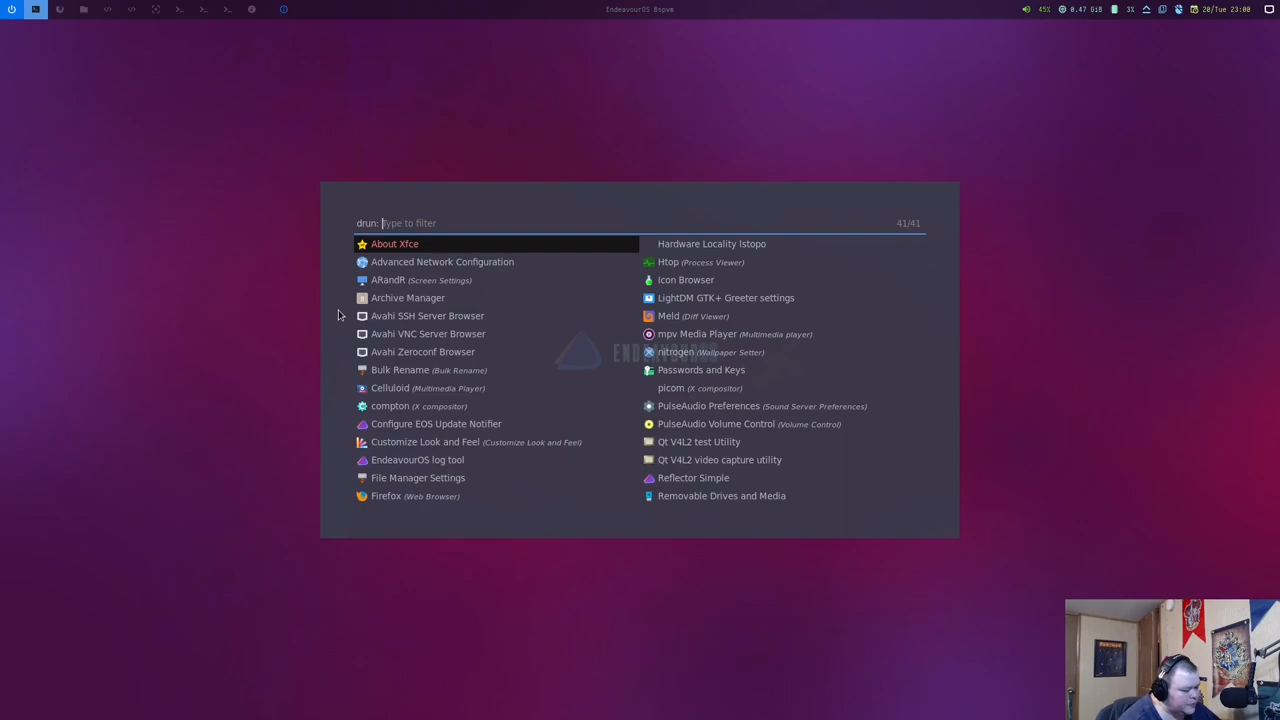 EndeavourOS Bspwm
45% 0.47 GiB 3% 20/Tue 23:00
drun: Type to filter 41/41
About Xfce
Advanced Network Configuration
ARandR (Screen Settings)
Archive Manager
Avahi SSH Server Browser
Avahi VNC Server Browser
Avahi Zeroconf Browser
Bulk Rename (Bulk Rename)
Celluloid (Multimedia Player)
compton (X compositor)
Configure EOS Update Notifier
Customize Look and Feel (Customize Look and Feel)
EndeavourOS log tool
File Manager Settings
Firefox (Web Browser)
Hardware Locality lstopo
Htop (Process Viewer)
Icon Browser
LightDM GTK+ Greeter settings
Meld (Diff Viewer)
mpv Media Player (Multimedia player)
nitrogen (Wallpaper Setter)
Passwords and Keys
picom (X compositor)
PulseAudio Preferences (Sound Server Preferences)
PulseAudio Volume Control (Volume Control)
Qt V4L2 test Utility
Qt V4L2 video capture utility
Reflector Simple
Removable Drives and Media
ENDEAVOUROS